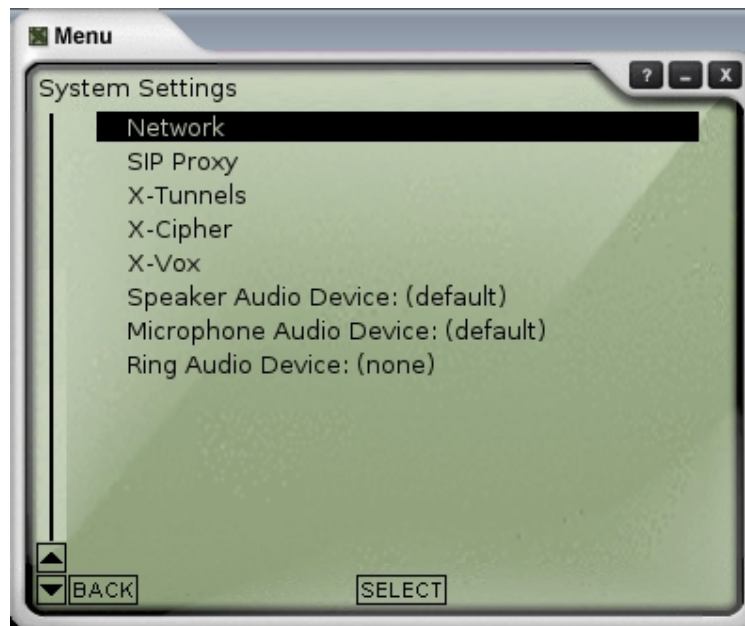 Menu
? – X
System Settings
Network
SIP Proxy
X-Tunnels
X-Cipher
X-Vox
Speaker Audio Device: (default)
Microphone Audio Device: (default)
Ring Audio Device: (none)
BACK SELECT